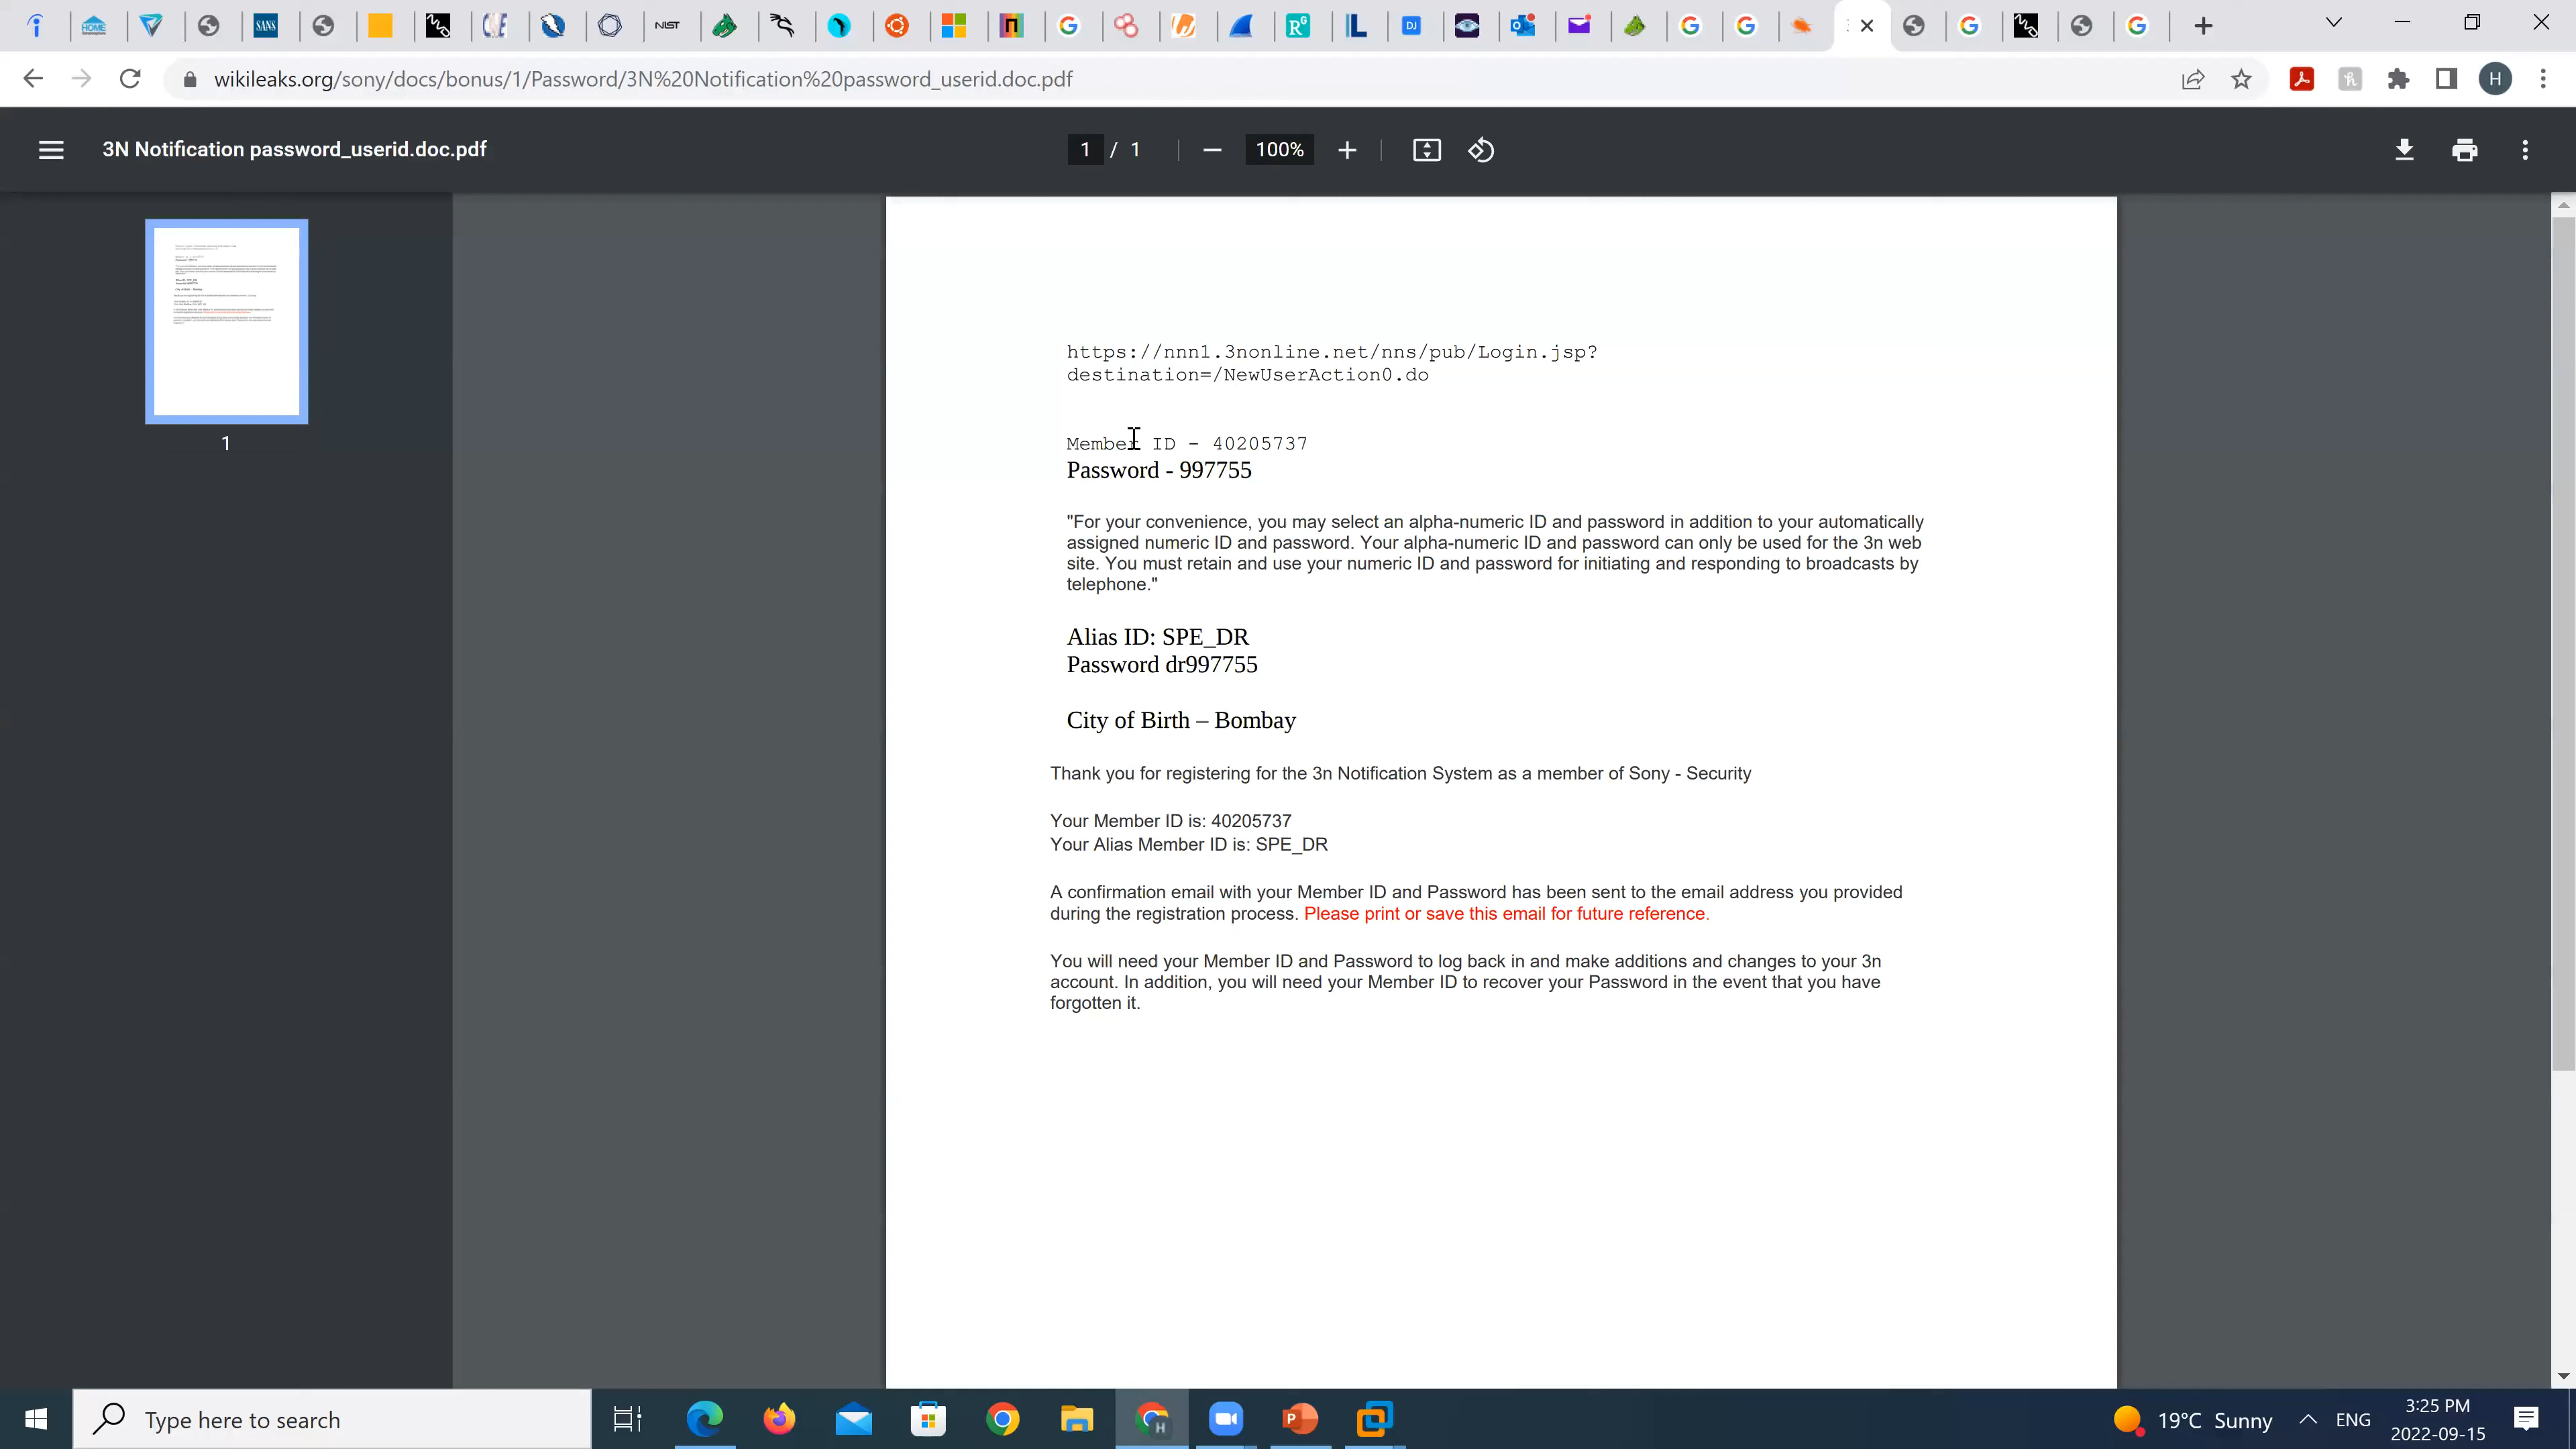 wikileaks.org/sony/docs/bonus/1/Password/3N%20Notification%20password_userid.doc.pdf
H
3N Notification password_userid.doc.pdf
1 / 1
100%
1
https://nnn1.3nonline.net/nns/pub/Login.jsp?
destination=/NewUserAction0.do
Member ID - 40205737
Password - 997755
"For your convenience, you may select an alpha-numeric ID and password in addition to your automatically
assigned numeric ID and password. Your alpha-numeric ID and password can only be used for the 3n web
site. You must retain and use your numeric ID and password for initiating and responding to broadcasts by
telephone."
Alias ID: SPE_DR
Password dr997755
City of Birth – Bombay
Thank you for registering for the 3n Notification System as a member of Sony - Security
Your Member ID is: 40205737
Your Alias Member ID is: SPE_DR
A confirmation email with your Member ID and Password has been sent to the email address you provided
during the registration process. Please print or save this email for future reference.
You will need your Member ID and Password to log back in and make additions and changes to your 3n
account. In addition, you will need your Member ID to recover your Password in the event that you have
forgotten it.
Type here to search
19°C Sunny
ENG
3:25 PM
2022-09-15